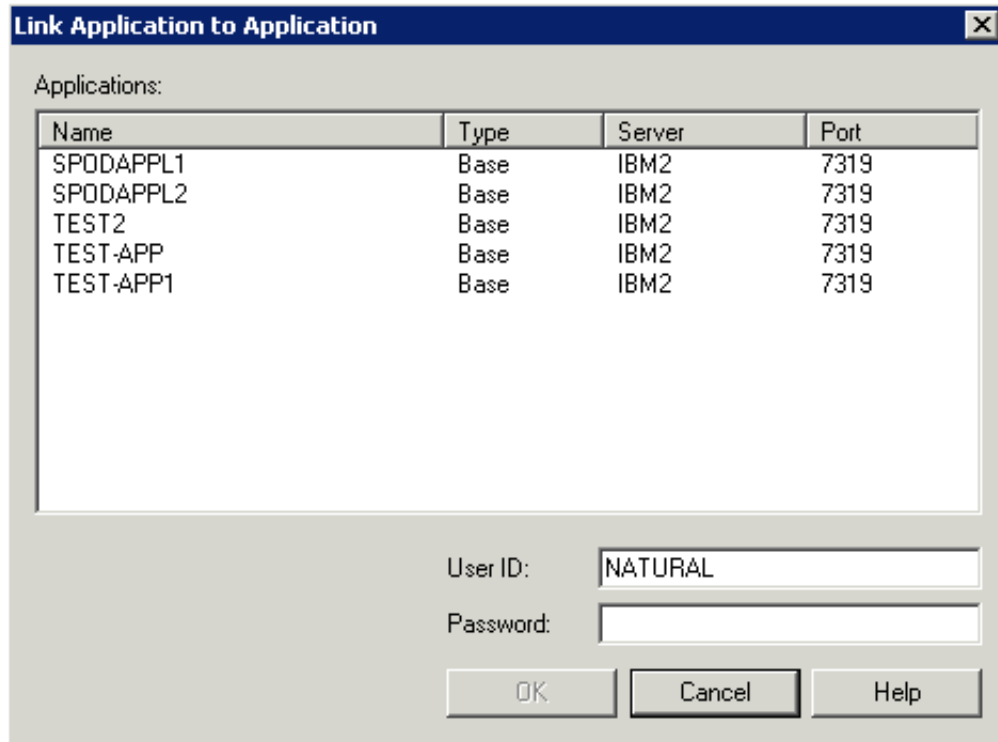 Link Application to Application
Applications:
Name Type Server Port
SPODAPPL1 Base IBM2 7319
SPODAPPL2 Base IBM2 7319
TEST2 Base IBM2 7319
TEST-APP Base IBM2 7319
TEST-APP1 Base IBM2 7319
User ID: NATURAL
Password:
OK Cancel Help